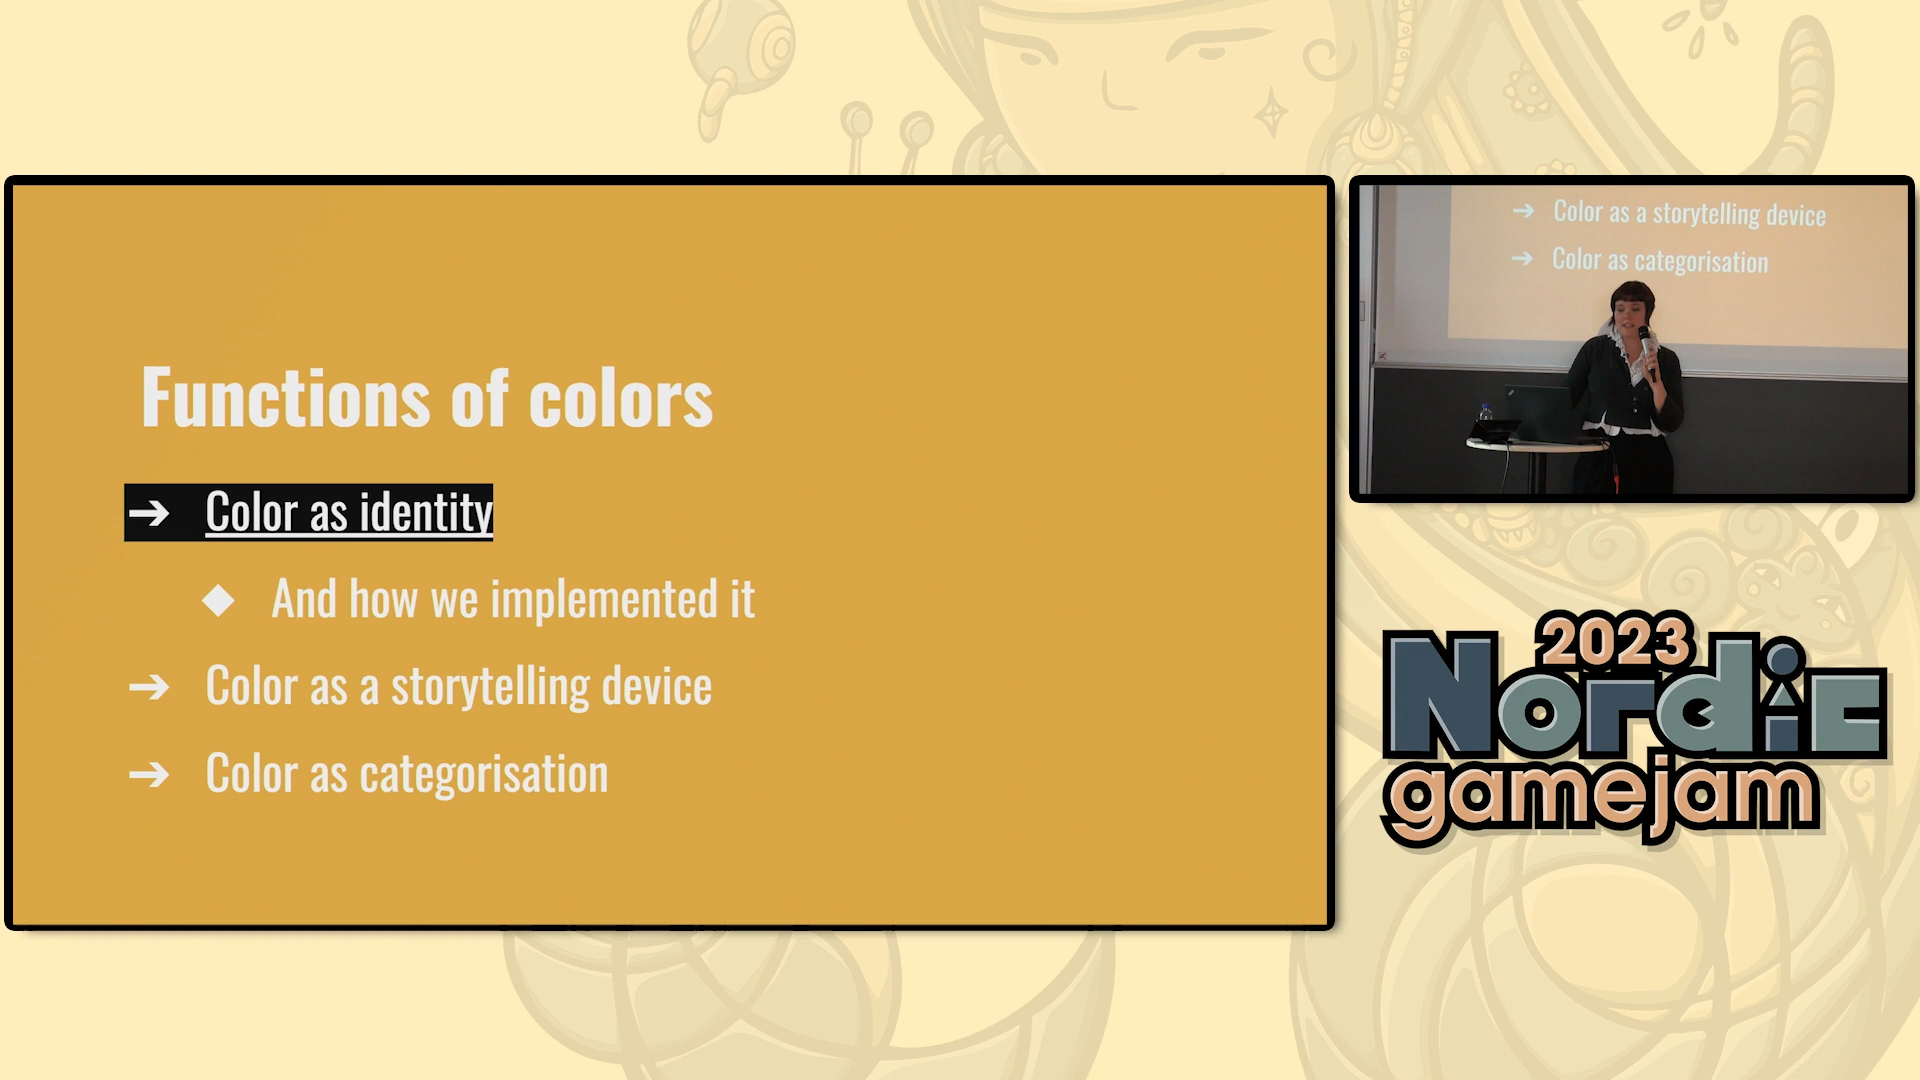 Functions of colors
➔ Color as identity
◆ And how we implemented it
➔ Color as a storytelling device
➔ Color as categorisation
➔ Color as a storytelling device
➔ Color as categorisation
2023
Nordic
gamejam